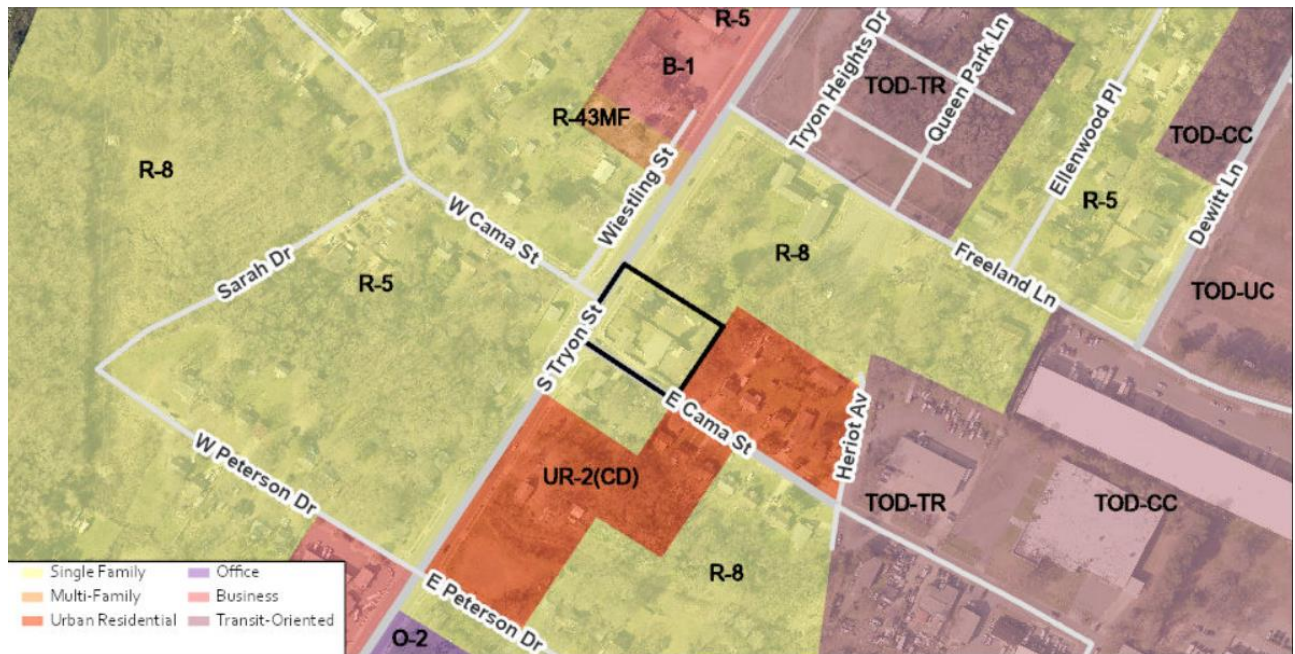 R-5
B-1
Tryon Heights Dr
TOD-TR
Queen Park Ln
Ellenwood Pl
TOD-CC
R-43MF
Wiestling St
R-8
W Cama St
R-5
Dewitt Ln
Sarah Dr
R-5
R-8
Freeland Ln
TOD-UC
S Tryon St
E Cama St
Heriot Av
W Peterson Dr
UR-2(CD)
TOD-TR
TOD-CC
R-8
E Peterson Dr
O-2
Single Family
Office
Multi-Family
Business
Urban Residential
Transit-Oriented